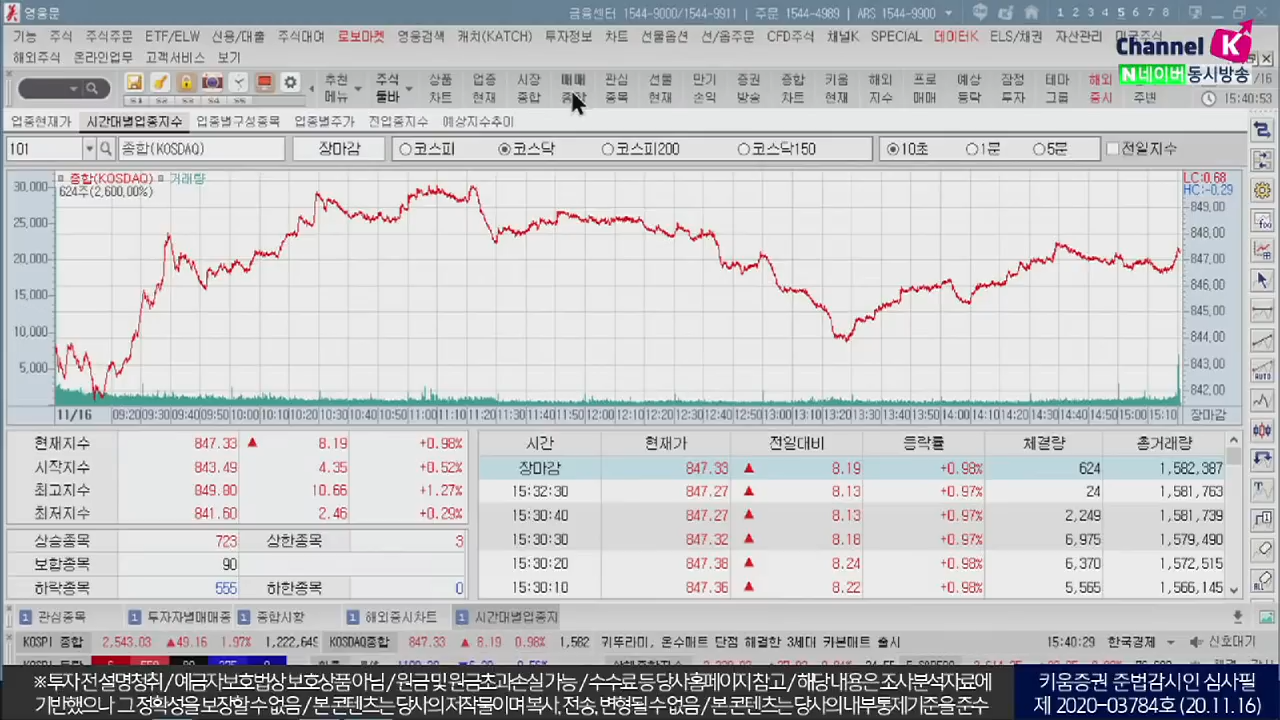 영웅문
금융센터 1544-9000/1544-9911 | 주문 1544-4989 | ARS 1544-9900
1 2 3 4 5 6 7 8
기능 주식 주식주문 ETF/ELW 신용/대출 주식대여 로보마켓 영웅검색 캐치(KATCH) 투자정보 차트 선물옵션 선/옵주문 CFD주식 채널K SPECIAL 데이터K ELS/채권 자산관리 미국주식
해외주식 온라인업무 고객서비스 보기
Channel K
N네이버 동시방송
추천메뉴 주식툴바 상품차트 업종현재 시장종합 매매 관심종목 선물현재 만기손익 증권방송 종합차트 키움현재 해외지수 프로매매 예상등락 잠정투자 테마그룹 해외증시 주변
15:40:53
업종현재가 시간대별업종지수 업종별구성종목 업종별주가 전업종지수 예상지수추이
101 종합(KOSDAQ) 장마감 코스피 코스닥 코스피200 코스닥150 10초 1분 5분 전일지수
종합(KOSDAQ) 거래량
624주(2,600.00%)
LC:0.68
HC:-0.29
30,000
25,000
20,000
15,000
10,000
5,000
849.00
848.00
847.00
846.00
845.00
844.00
843.00
842.00
11/16 09:20 09:30 09:40 09:50 10:00 10:10 10:20 10:30 10:40 10:50 11:00 11:10 11:20 11:30 11:40 11:50 12:00 12:10 12:20 12:30 12:40 12:50 13:00 13:10 13:20 13:30 13:40 13:50 14:00 14:10 14:20 14:30 14:40 14:50 15:00 15:10 장마감
현재지수 847.33 ▲ 8.19 +0.98%
시작지수 843.49 4.35 +0.52%
최고지수 849.80 10.66 +1.27%
최저지수 841.60 2.46 +0.29%
상승종목 723 상한종목 3
보합종목 90
하락종목 555 하한종목 0
시간 현재가 전일대비 등락률 체결량 총거래량
장마감 847.33 ▲ 8.19 +0.98% 624 1,582,387
15:32:30 847.27 ▲ 8.13 +0.97% 24 1,581,763
15:30:40 847.27 ▲ 8.13 +0.97% 2,249 1,581,739
15:30:30 847.32 ▲ 8.18 +0.97% 6,975 1,579,490
15:30:20 847.38 ▲ 8.24 +0.98% 6,370 1,572,515
15:30:10 847.36 ▲ 8.22 +0.98% 5,565 1,566,145
1 관심종목 1 투자자별매매종 2 종합시황 1 해외증시차트 1 시간대별업종지
KOSPI 종합 2,543.03 ▲49.16 1.97% 1,222,649 KOSDAQ종합 847.33 ▲ 8.19 0.98% 1,582 귀뚜라미, 온수매트 단점 해결한 3세대 카본매트 출시 15:40:29 한국경제 신호대기
※ 투자 전 설명청취 / 예금자보호법상 보호상품 아님 / 원금 및 원금초과손실 가능 / 수수료 등 당사홈페이지 참고 / 해당 내용은 조사분석자료에
기반했으나 그 정확성을 보장할 수 없음 / 본 콘텐츠는 당사의 저작물이며 복사, 전송, 변형될 수 없음 / 본 콘텐츠는 당사의 내부통제기준을 준수
키움증권 준법감시인 심사필
제 2020-03784호 (20.11.16)